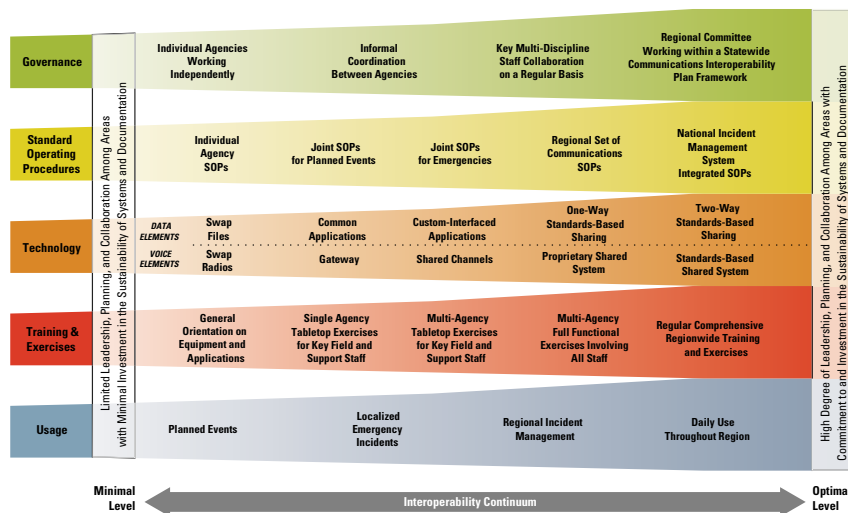 Governance
Individual Agencies
Working
Independently
Informal
Coordination
Between Agencies
Key Multi-Discipline
Staff Collaboration
on a Regular Basis
Regional Committee
Working within a Statewide
Communications Interoperability
Plan Framework
Standard
Operating
Procedures
Individual
Agency
SOPs
Joint SOPs
for Planned Events
Joint SOPs
for Emergencies
Regional Set of
Communications
SOPs
National Incident
Management
System
Integrated SOPs
Technology
DATA
ELEMENTS
Swap
Files
Common
Applications
Custom-Interfaced
Applications
One-Way
Standards-Based
Sharing
Two-Way
Standards-Based
Sharing
VOICE
ELEMENTS
Swap
Radios
Gateway
Shared Channels
Proprietary Shared
System
Standards-Based
Shared System
Training &
Exercises
General
Orientation on
Equipment and
Applications
Single Agency
Tabletop Exercises
for Key Field and
Support Staff
Multi-Agency
Tabletop Exercises
for Key Field and
Support Staff
Multi-Agency
Full Functional
Exercises Involving
All Staff
Regular Comprehensive
Regionwide Training
and Exercises
Usage
Planned Events
Localized
Emergency
Incidents
Regional Incident
Management
Daily Use
Throughout Region
Limited Leadership, Planning, and Collaboration Among Areas
with Minimal Investment in the Sustainability of Systems and Documentation
High Degree of Leadership, Planning, and Collaboration Among Areas with
Commitment to and Investment in the Sustainability of Systems and Documentation
Minimal
Level
Interoperability Continuum
Optima
Level